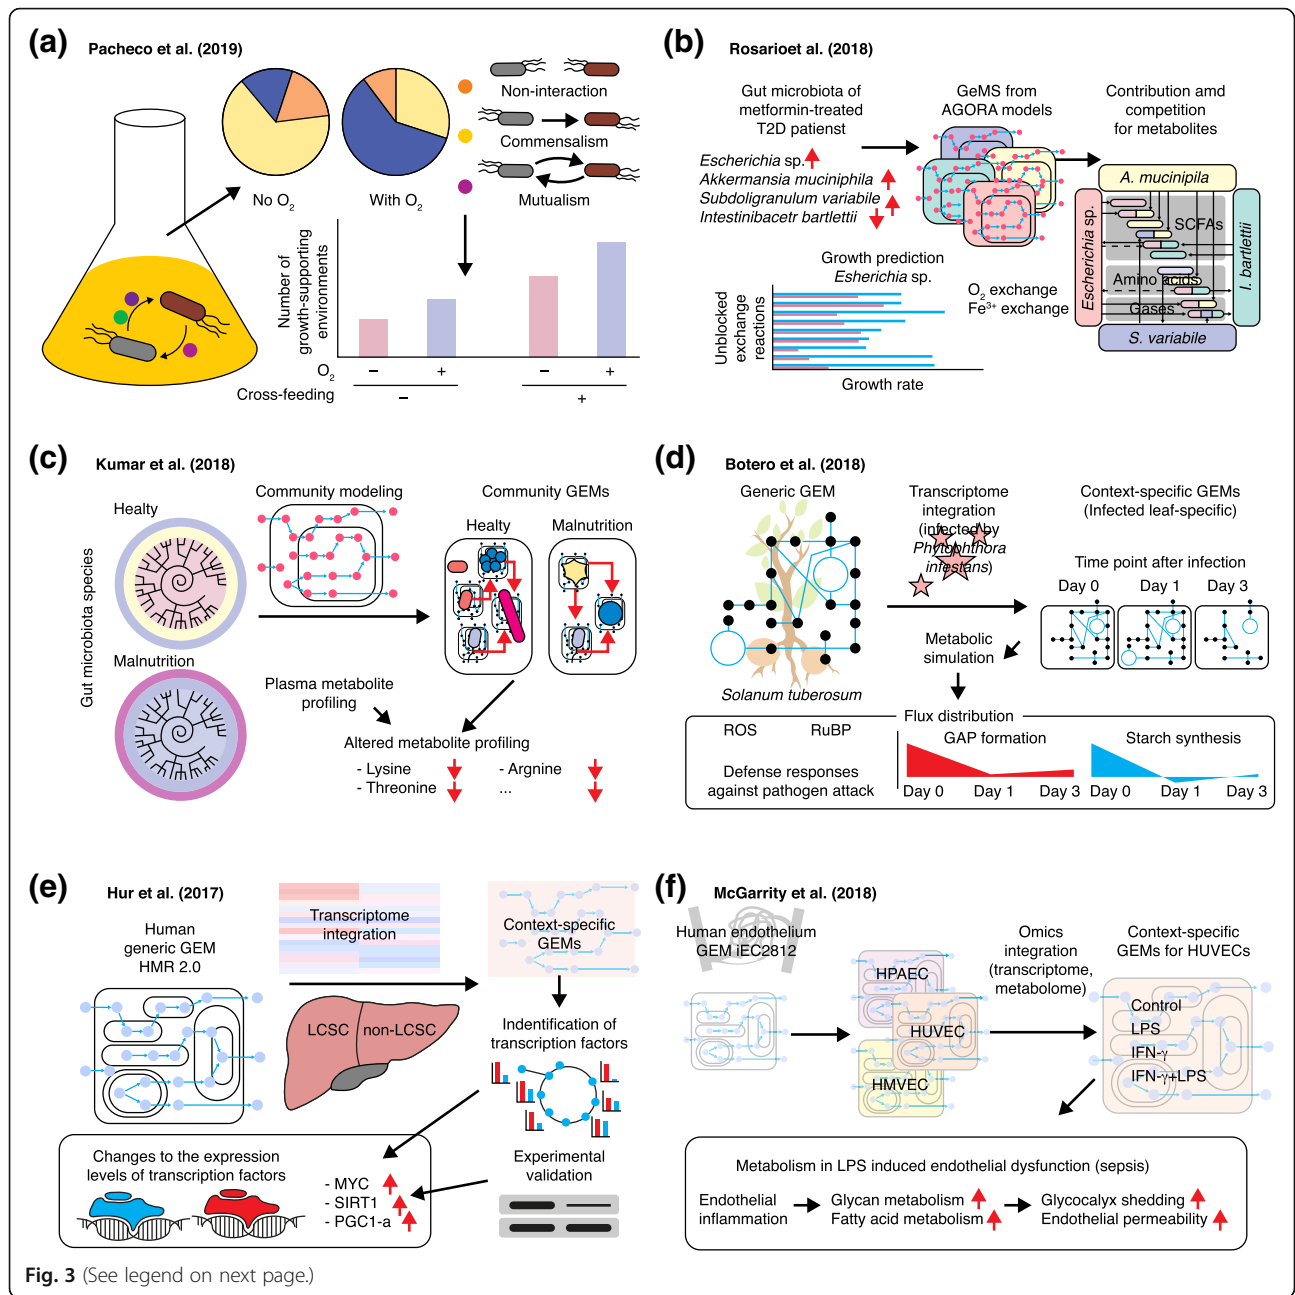 (a) Pacheco et al. (2019)
No O2
With O2
Non-interaction
Commensalism
Mutualism
Number of
growth-supporting
environments
O2
– + – +
Cross-feeding
– +
(b) Rosarioet al. (2018)
Gut microbiota of
metformin-treated
T2D patienst
GeMS from
AGORA models
Contribution amd
competition
for metabolites
Escherichia sp.
Akkermansia muciniphila
Subdoligranulum variabile
Intestinibacetr bartlettii
A. mucinipila
Escherichia sp.
SCFAs
Amino acids
Gases
I. bartlettii
S. variabile
Growth prediction
Esherichia sp.
O2 exchange
Fe3+ exchange
Unblocked
exchange
reactions
Growth rate
(c) Kumar et al. (2018)
Gut microbiota species
Healty
Malnutrition
Community modeling
Community GEMs
Healty
Malnutrition
Plasma metabolite
profiling
Altered metabolite profiling
- Lysine
- Threonine
- Argnine
...
(d) Botero et al. (2018)
Generic GEM
Solanum tuberosum
Transcriptome
integration
(infected by
Phytophthora
infestans)
Context-specific GEMs
(Infected leaf-specific)
Time point after infection
Day 0 Day 1 Day 3
Metabolic
simulation
Flux distribution
ROS RuBP
Defense responses
against pathogen attack
GAP formation
Day 0 Day 1 Day 3
Starch synthesis
Day 0 Day 1 Day 3
(e) Hur et al. (2017)
Human
generic GEM
HMR 2.0
Transcriptome
integration
LCSC non-LCSC
Context-specific
GEMs
Indentification of
transcription factors
Experimental
validation
Changes to the expression
levels of transcription factors
- MYC
- SIRT1
- PGC1-a
(f) McGarrity et al. (2018)
Human endothelium
GEM iEC2812
HPAEC
HUVEC
HMVEC
Omics
integration
(transcriptome,
metabolome)
Context-specific
GEMs for HUVECs
Control
LPS
IFN-γ
IFN-γ+LPS
Metabolism in LPS induced endothelial dysfunction (sepsis)
Endothelial
inflammation
Glycan metabolism
Fatty acid metabolism
Glycocalyx shedding
Endothelial permeability
Fig. 3 (See legend on next page.)